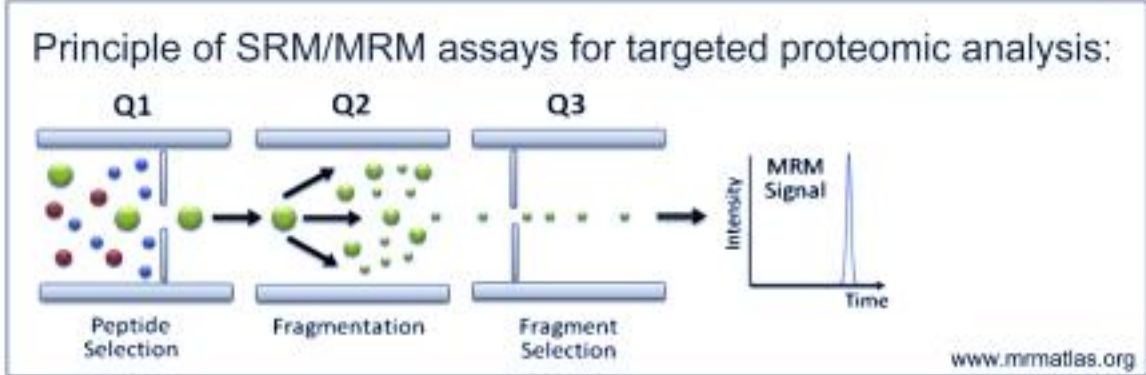 Principle of SRM/MRM assays for targeted proteomic analysis:
Q1
Q2
Q3
MRM
Signal
Intensity
Time
Peptide
Selection
Fragmentation
Fragment
Selection
www.mrmatlas.org